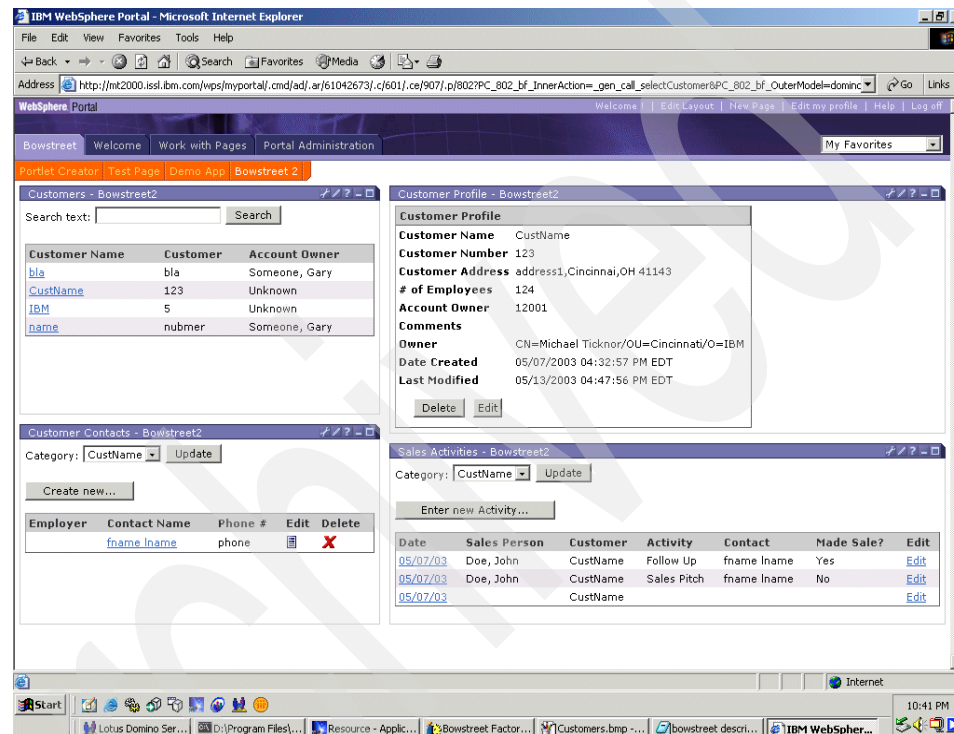 IBM WebSphere Portal - Microsoft Internet Explorer
File Edit View Favorites Tools Help
Back Search Favorites Media
Address http://mt2000.issl.ibm.com/wps/myportal/.cmd/ad/.ar/61042673/.c/601/.ce/907/.p/802?PC_802_bf_InnerAction=_gen_call_selectCustomer&PC_802_bf_OuterModel=dominc Go Links
WebSphere Portal Welcome ! | Edit Layout | New Page | Edit my profile | Help | Log off
Bowstreet Welcome Work with Pages Portal Administration My Favorites
Portlet Creator Test Page Demo App Bowstreet 2
Customers - Bowstreet2
Search text: Search
Customer Name Customer Account Owner
bla bla Someone, Gary
CustName 123 Unknown
IBM 5 Unknown
name nubmer Someone, Gary
Customer Profile - Bowstreet2
Customer Profile
Customer Name CustName
Customer Number 123
Customer Address address1,Cincinnai,OH 41143
# of Employees 124
Account Owner 12001
Comments
Owner CN=Michael Ticknor/OU=Cincinnati/O=IBM
Date Created 05/07/2003 04:32:57 PM EDT
Last Modified 05/13/2003 04:47:56 PM EDT
Delete Edit
Customer Contacts - Bowstreet2
Category: CustName Update
Create new...
Employer Contact Name Phone # Edit Delete
fname lname phone
Sales Activities - Bowstreet2
Category: CustName Update
Enter new Activity...
Date Sales Person Customer Activity Contact Made Sale? Edit
05/07/03 Doe, John CustName Follow Up fname lname Yes Edit
05/07/03 Doe, John CustName Sales Pitch fname lname No Edit
05/07/03 CustName Edit
Internet
Start 10:41 PM
Lotus Domino Ser... D:\Program Files\... Resource - Applic... Bowstreet Factor... Customers.bmp -... bowstreet descri... IBM WebSpher...